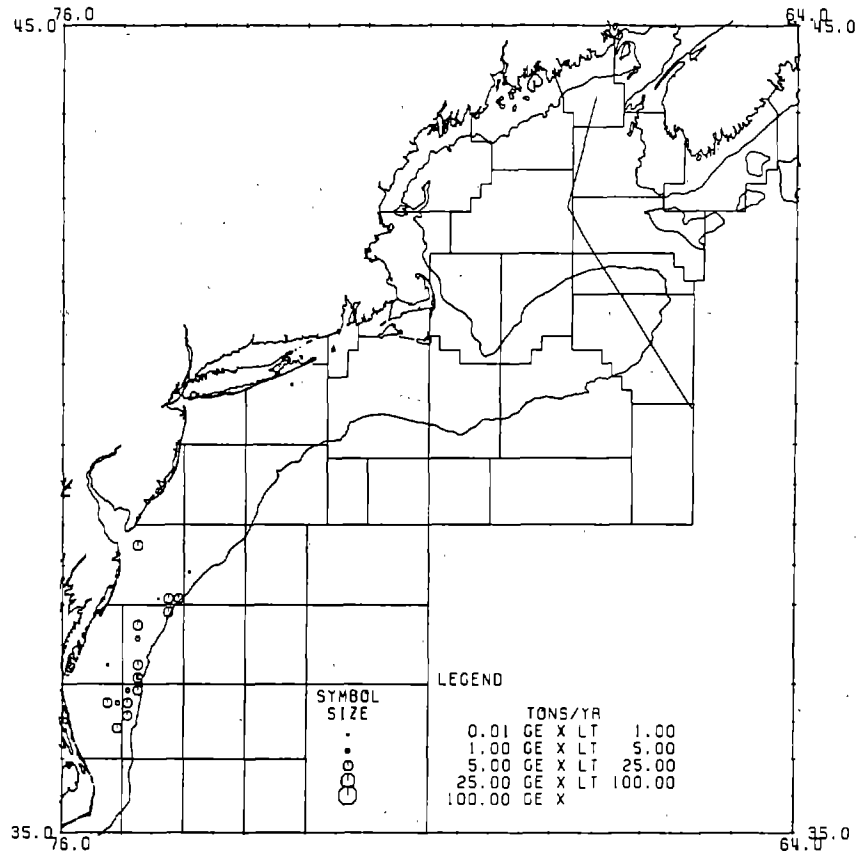 76.0 64.0
45.0 45.0
LEGEND
SYMBOL
SIZE
TONS/YR
0.01 GE X LT 1.00
1.00 GE X LT 5.00
5.00 GE X LT 25.00
25.00 GE X LT 100.00
100.00 GE X
35.0 35.0
76.0 64.0